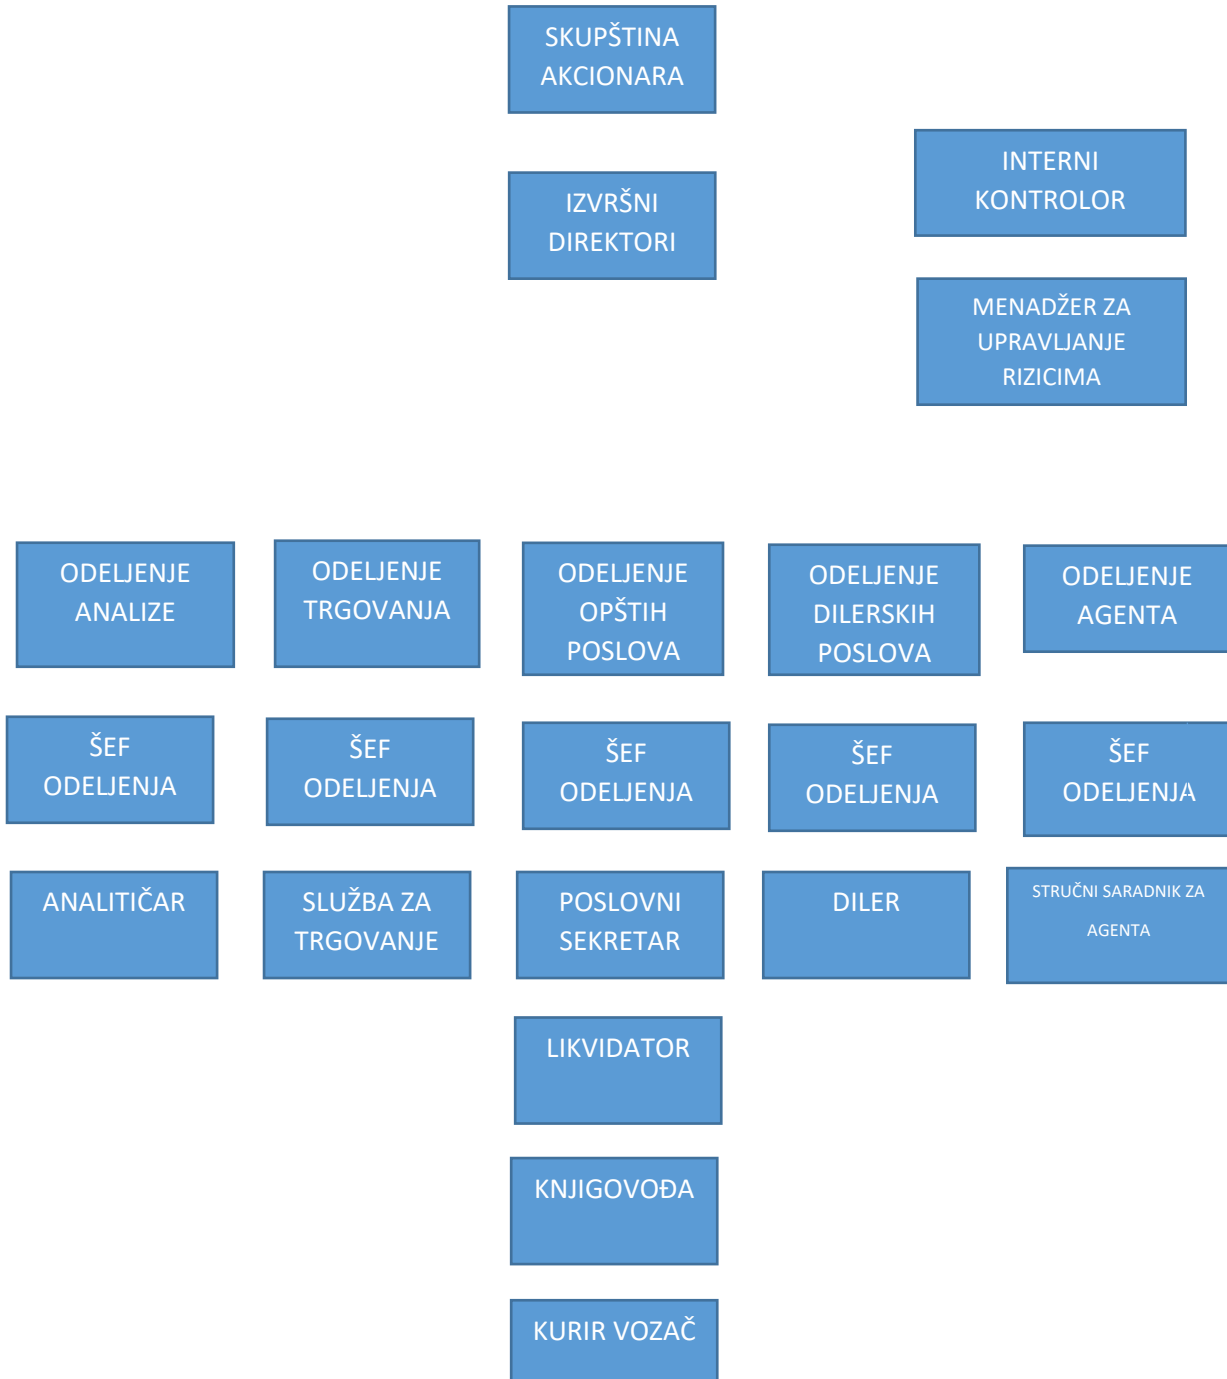 SKUPŠTINA
AKCIONARA
INTERNI
KONTROLOR
IZVRŠNI
DIREKTORI
MENADŽER ZA
UPRAVLJANJE
RIZICIMA
ODELJENJE
ANALIZE
ODELJENJE
TRGOVANJA
ODELJENJE
OPŠTIH
POSLOVA
ODELJENJE
DILERSKIH
POSLOVA
ODELJENJE
AGENTA
ŠEF
ODELJENJA
ŠEF
ODELJENJA
ŠEF
ODELJENJA
ŠEF
ODELJENJA
ŠEF
ODELJENJA
ANALITIČAR
SLUŽBA ZA
TRGOVANJE
POSLOVNI
SEKRETAR
DILER
STRUČNI SARADNIK ZA
AGENTA
LIKVIDATOR
KNJIGOVOĐA
KURIR VOZAČ